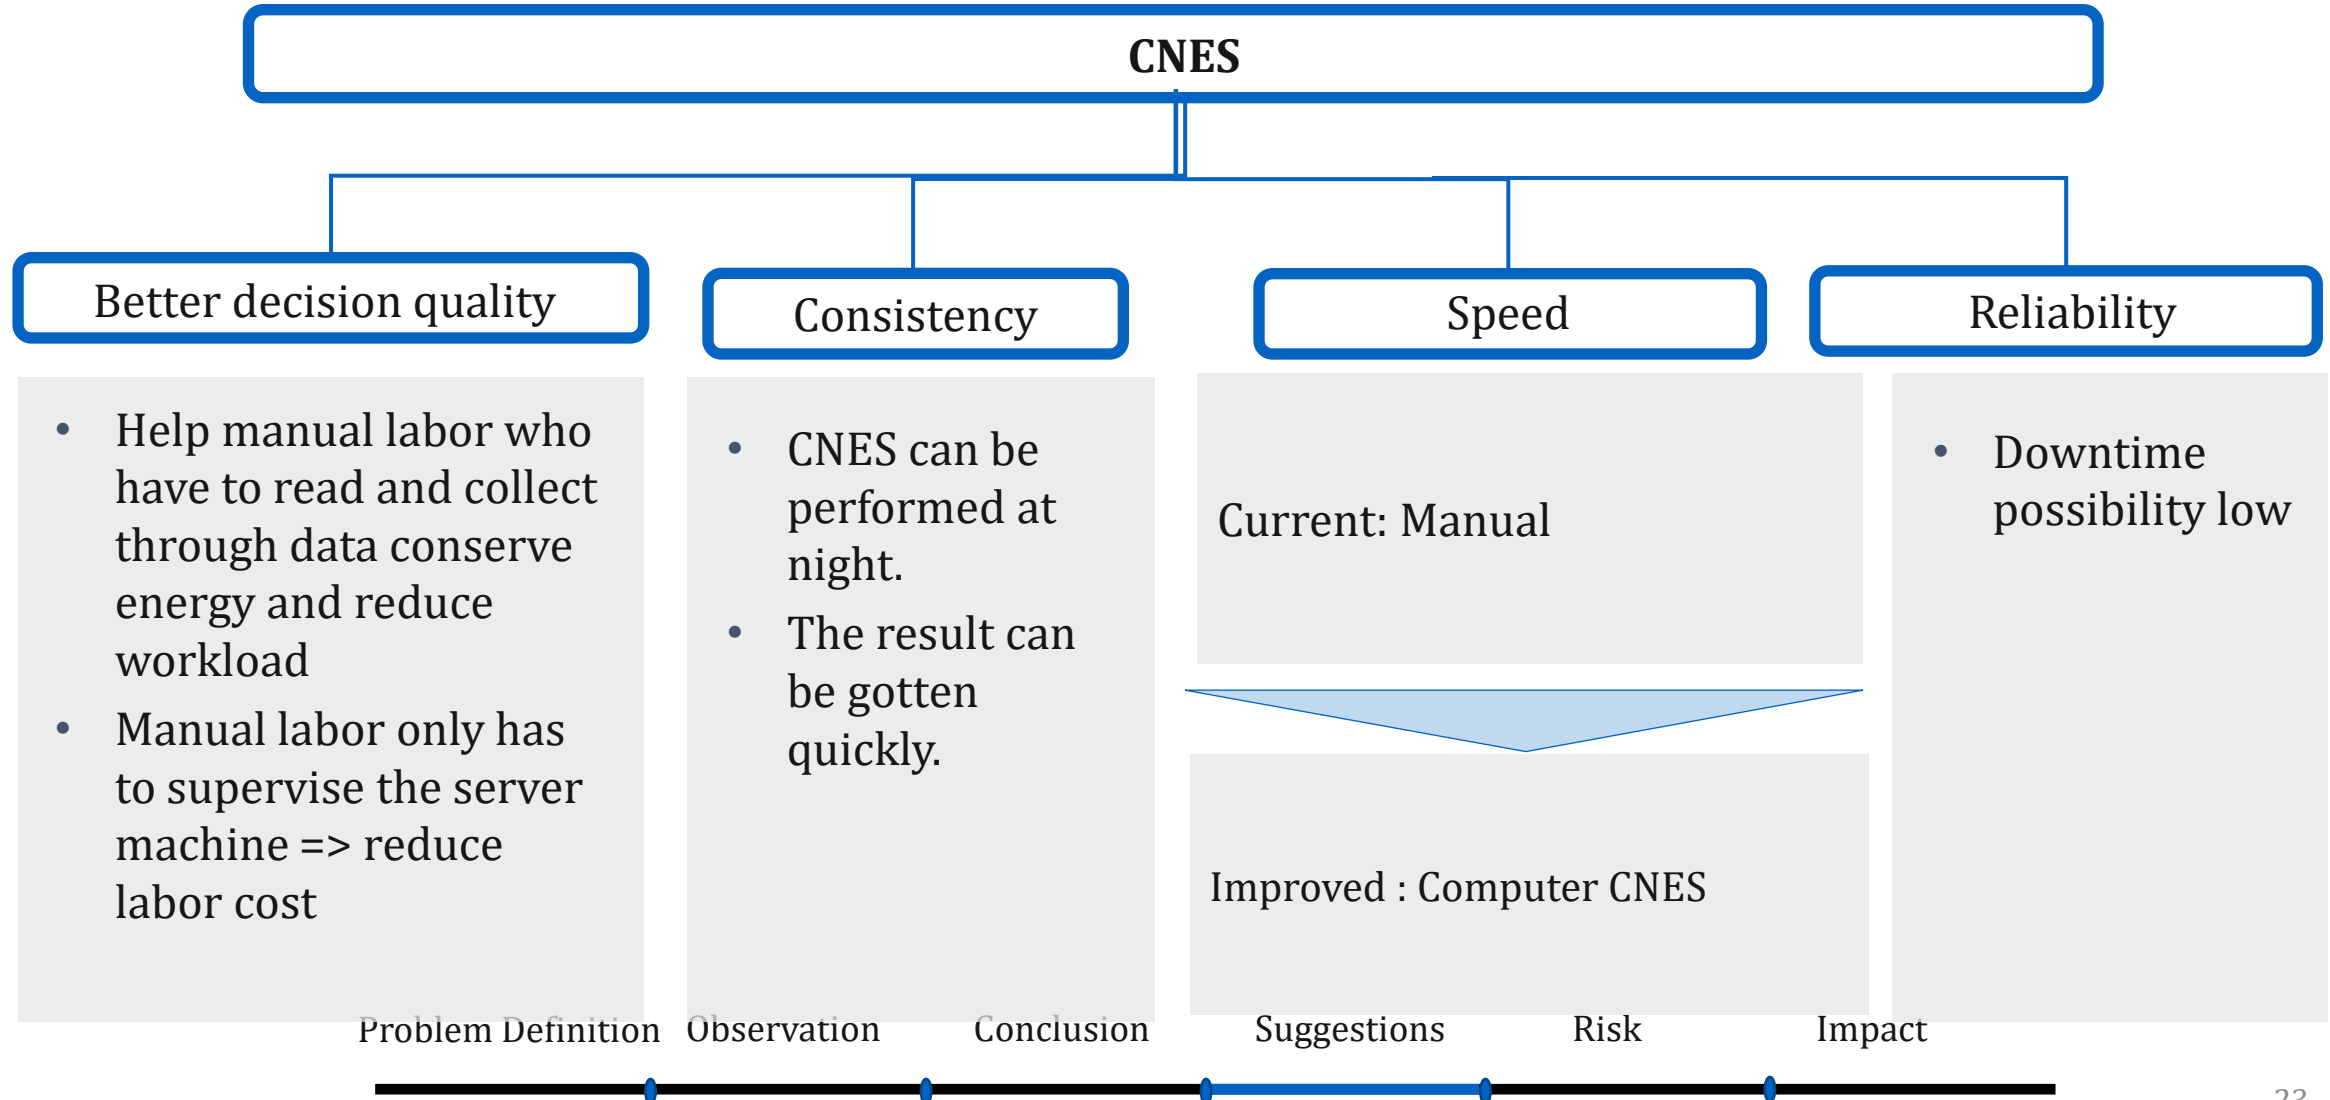 CNES
Better decision quality
Consistency
Speed
Reliability
• Help manual labor who
have to read and collect
through data conserve
energy and reduce
workload
• Manual labor only has
to supervise the server
machine => reduce
labor cost
• CNES can be
performed at
night.
• The result can
be gotten
quickly.
Current: Manual
Improved : Computer CNES
• Downtime
possibility low
Problem Definition
Observation
Conclusion
Suggestions
Risk
Impact
23